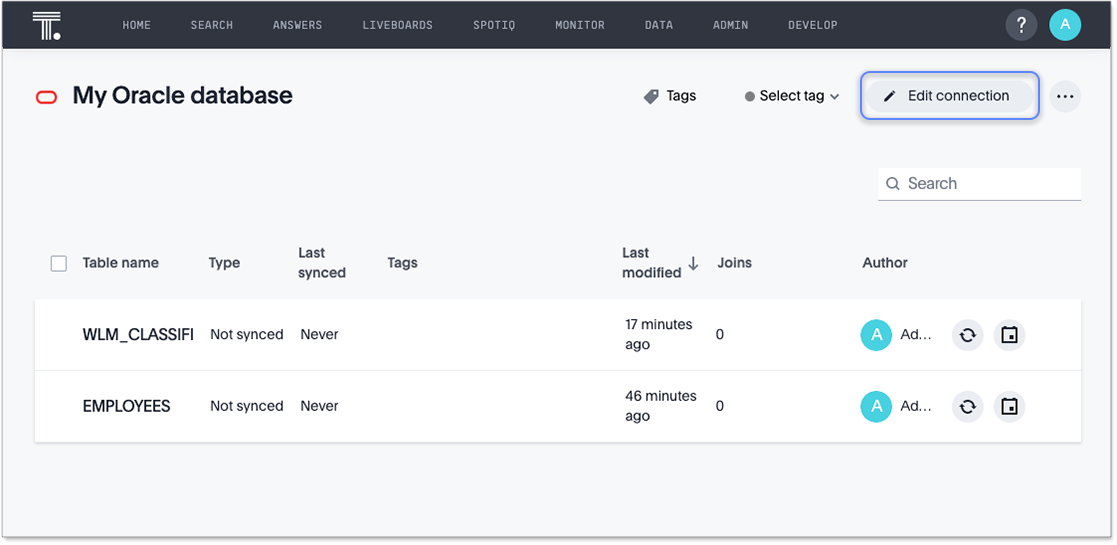 HOME SEARCH ANSWERS LIVEBOARDS SPOTIQ MONITOR DATA ADMIN DEVELOP ? A
My Oracle database Tags Select tag Edit connection ...
Search
Table name Type Last synced Tags Last modified Joins Author
WLM_CLASSIFI Not synced Never 17 minutes ago 0 A Ad...
EMPLOYEES Not synced Never 46 minutes ago 0 A Ad...